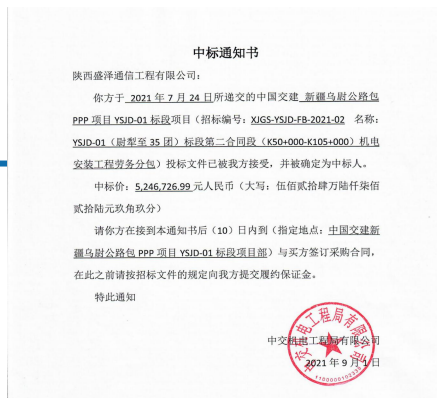 中标通知书
陕西盛泽通信工程有限公司：
你方于 2021 年 7 月 24 日所递交的中国交建 新疆乌尉公路包
PPP 项目 YSJD-01 标段项目（招标编号：XJGS-YSJD-FB-2021-02 名称：
YSJD-01（尉犁至 35 团）标段第二合同段（K50+000-K105+000）机电
安装工程劳务分包）投标文件已被我方接受，并被确定为中标人。
中标价：5,246,726.99 元人民币（大写：伍佰贰拾肆万陆仟柒佰
贰拾陆元玖角玖分）
请你方在接到本通知书后（10）日内到（指定地点：中国交建新
疆乌尉公路包 PPP 项目 YSJD-01 标段项目部）与买方签订采购合同，
在此之前请按招标文件的规定向我方提交履约保证金。
特此通知
中交机电工程局有限公司
2021 年 9 月 1 日
中交机电工程局有限公司